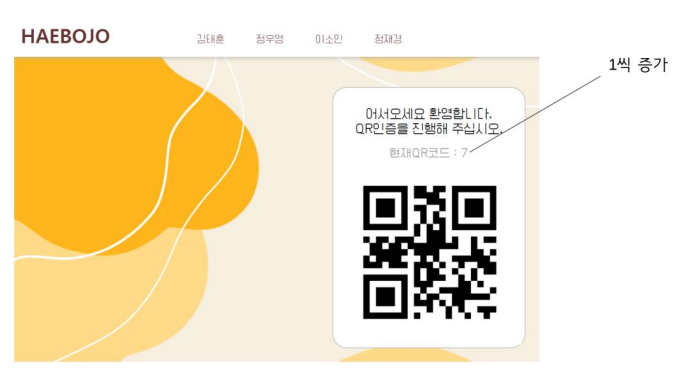 HAEBOJO
김태훈 정우영 이소민 정재경
1씩 증가
어서오세요 환영합니다.
QR인증을 진행해 주십시오.
현재QR코드 : 7